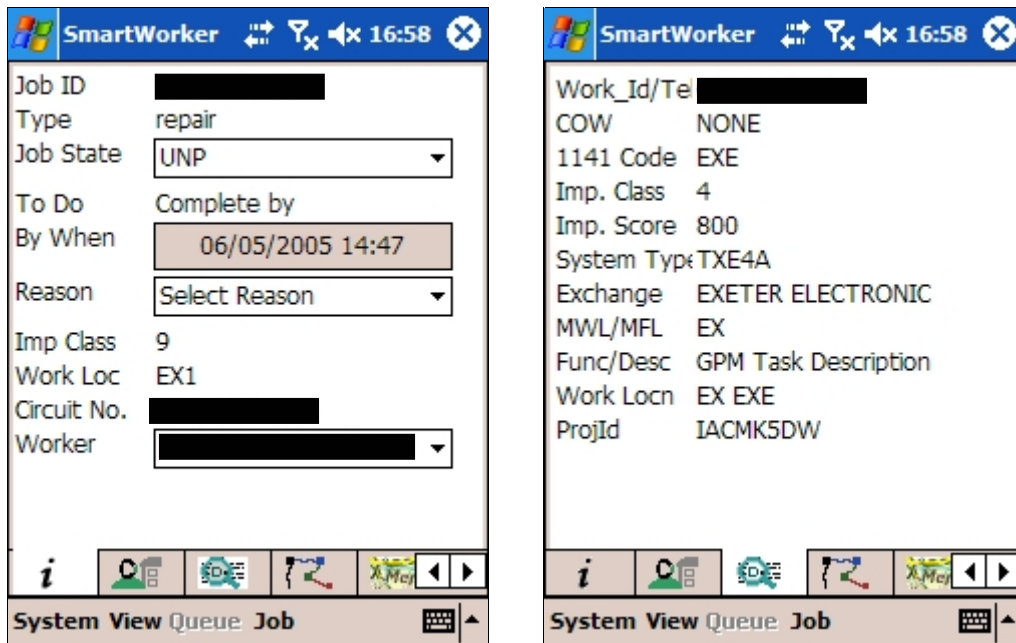 SmartWorker 16:58
Job ID
Type repair
Job State UNP
To Do Complete by
By When 06/05/2005 14:47
Reason Select Reason
Imp Class 9
Work Loc EX1
Circuit No.
Worker
i
System View Queue Job
SmartWorker 16:58
Work_Id/Tel
COW NONE
1141 Code EXE
Imp. Class 4
Imp. Score 800
System Type TXE4A
Exchange EXETER ELECTRONIC
MWL/MFL EX
Func/Desc GPM Task Description
Work Locn EX EXE
ProjId IACMK5DW
i
System View Queue Job